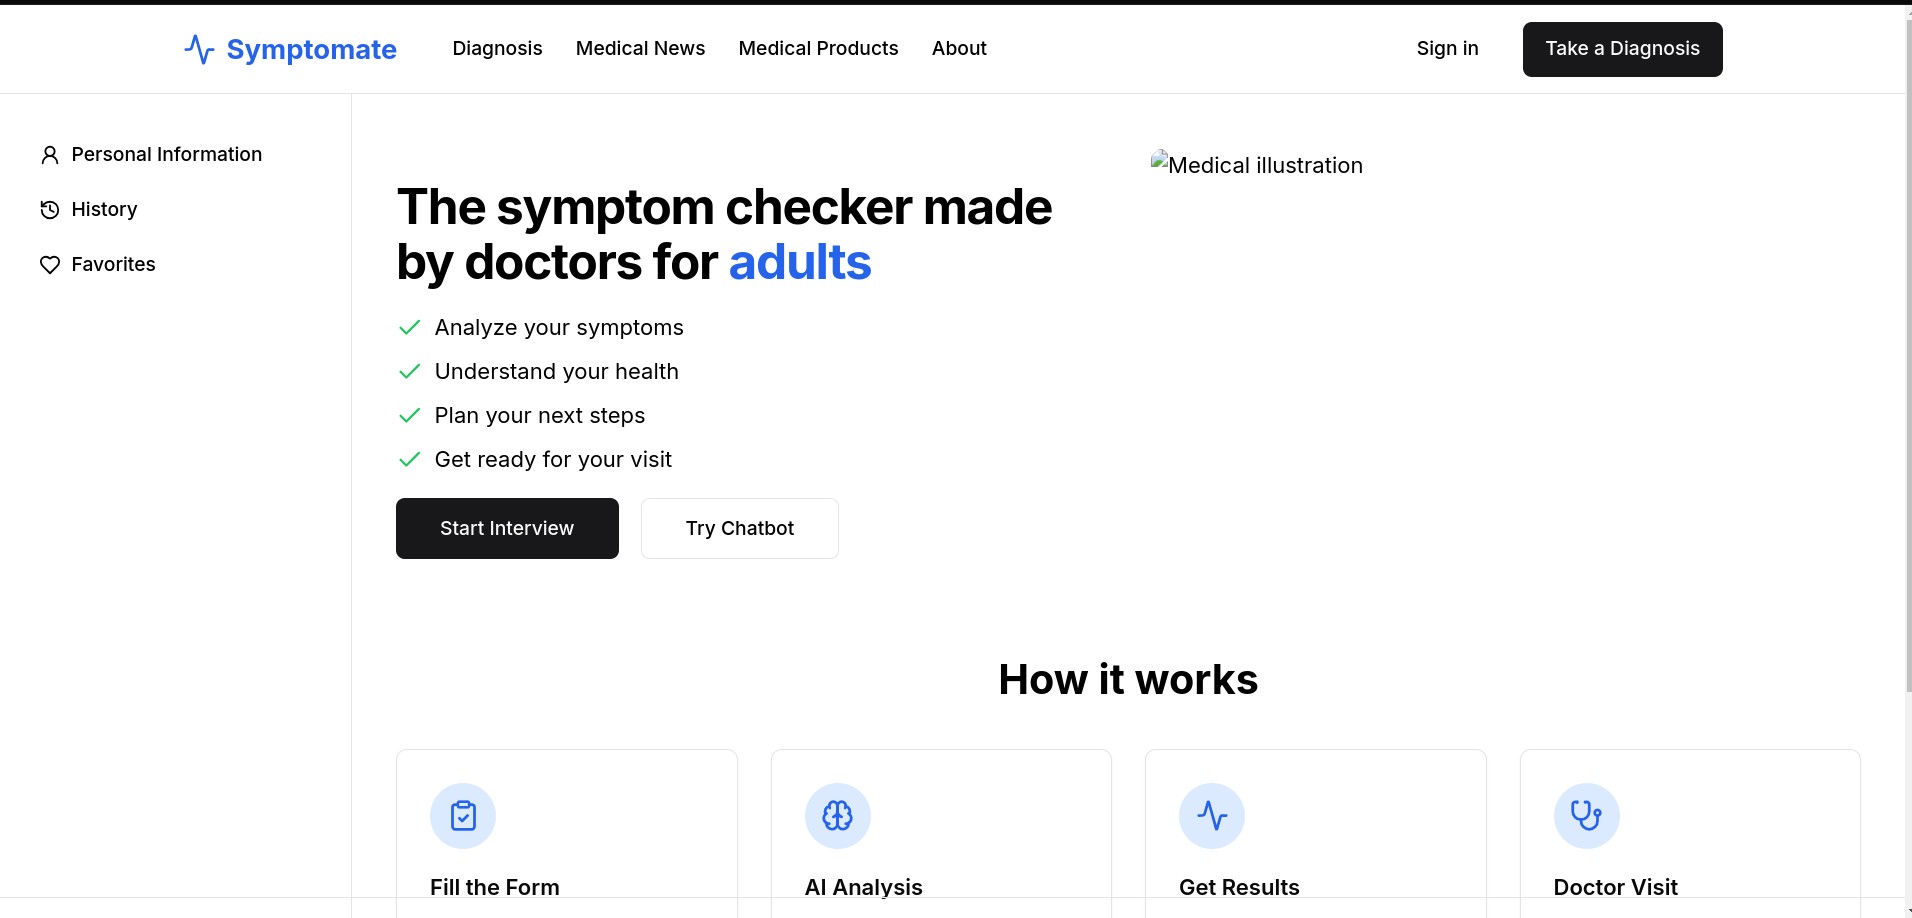 Symptomate
Diagnosis
Medical News
Medical Products
About
Sign in
Take a Diagnosis
Personal Information
History
Favorites
Medical illustration
The symptom checker made
by doctors for adults
Analyze your symptoms
Understand your health
Plan your next steps
Get ready for your visit
Start Interview
Try Chatbot
How it works
Fill the Form
AI Analysis
Get Results
Doctor Visit